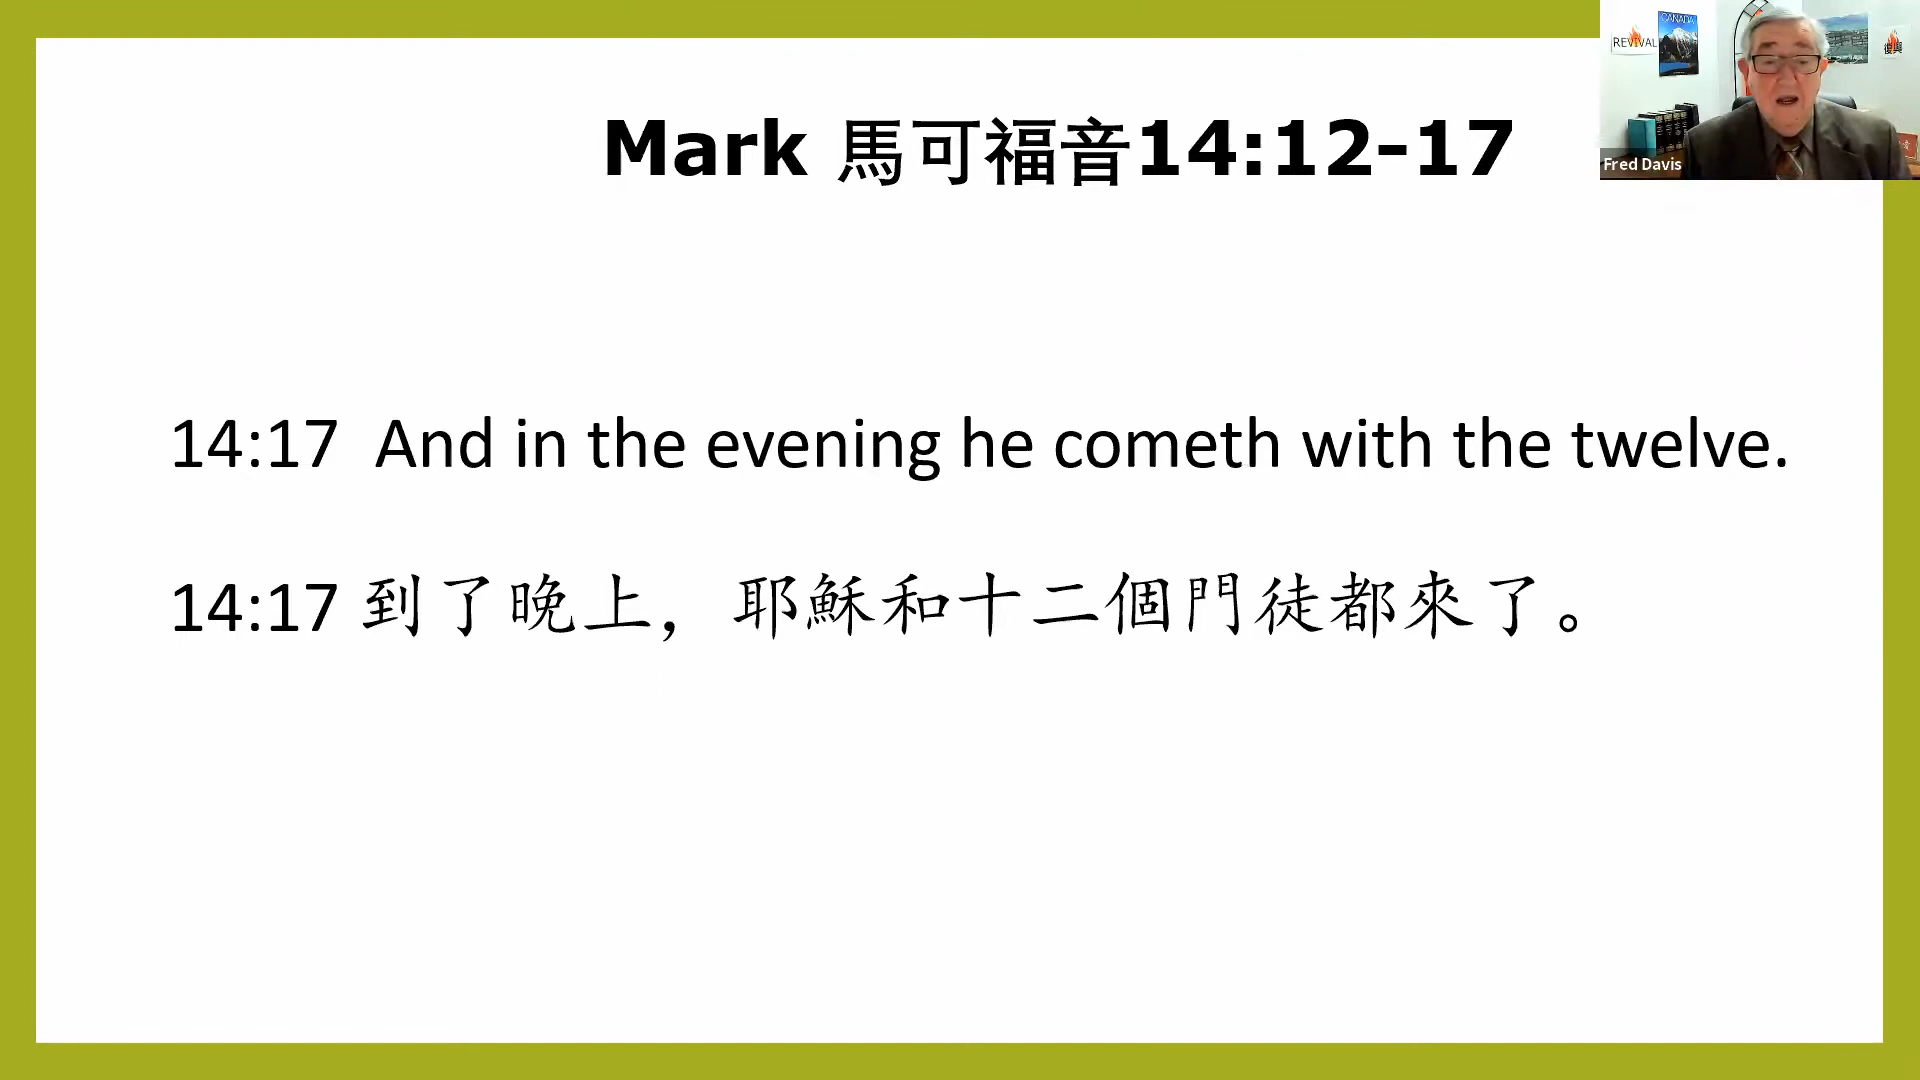 Mark 馬可福音14:12-17
REVIVAL
CANADA
復興
Fred Davis
14:17 And in the evening he cometh with the twelve.
14:17 到了晚上，耶穌和十二個門徒都來了。